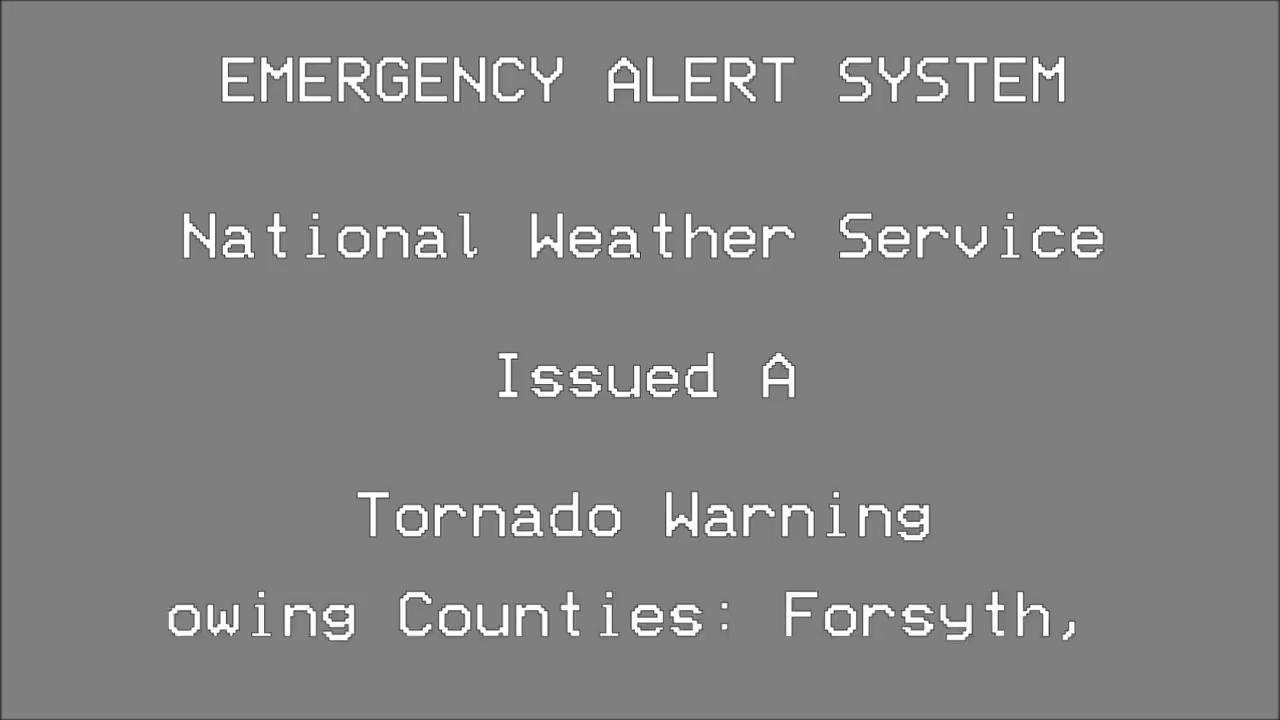 EMERGENCY ALERT SYSTEM
National Weather Service
Issued A
Tornado Warning
owing Counties: Forsyth,